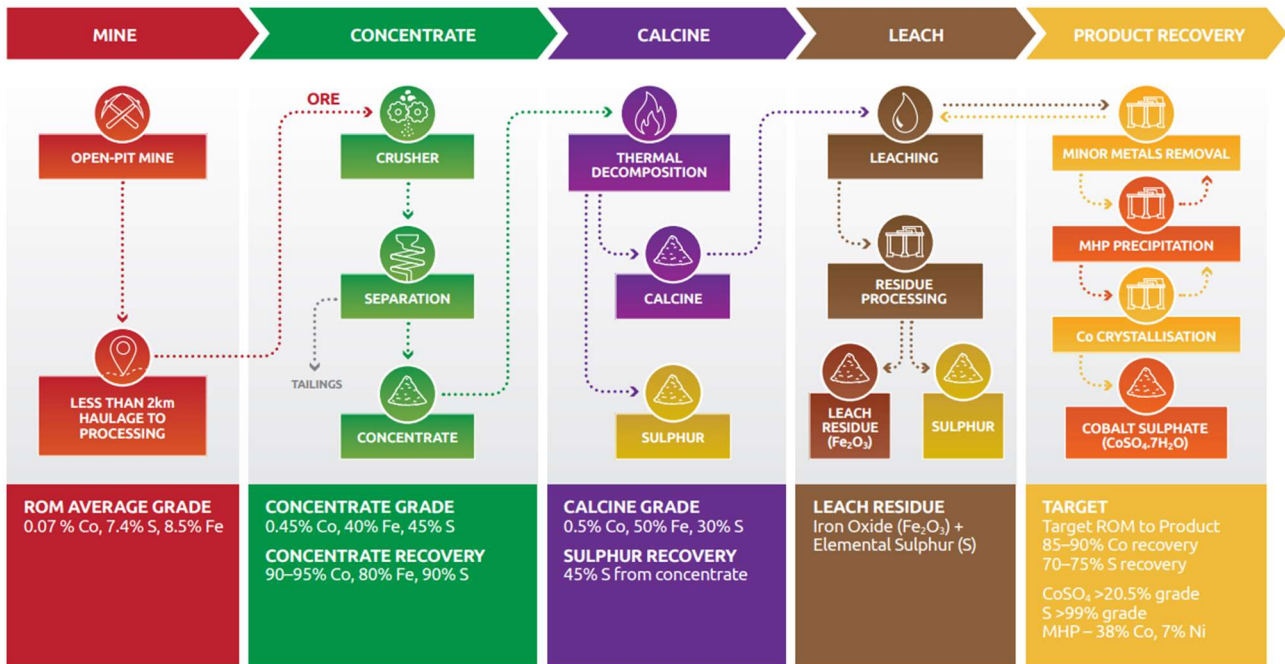 MINE
CONCENTRATE
CALCINE
LEACH
PRODUCT RECOVERY
OPEN-PIT MINE
LESS THAN 2km
HAULAGE TO
PROCESSING
ORE
CRUSHER
SEPARATION
TAILINGS
CONCENTRATE
THERMAL
DECOMPOSITION
CALCINE
SULPHUR
LEACHING
RESIDUE
PROCESSING
LEACH
RESIDUE
(Fe₂O₃)
SULPHUR
MINOR METALS REMOVAL
MHP PRECIPITATION
Co CRYSTALLISATION
COBALT SULPHATE
(CoSO₄.7H₂O)
ROM AVERAGE GRADE
0.07 % Co, 7.4% S, 8.5% Fe
CONCENTRATE GRADE
0.45% Co, 40% Fe, 45% S
CONCENTRATE RECOVERY
90–95% Co, 80% Fe, 90% S
CALCINE GRADE
0.5% Co, 50% Fe, 30% S
SULPHUR RECOVERY
45% S from concentrate
LEACH RESIDUE
Iron Oxide (Fe₂O₃) +
Elemental Sulphur (S)
TARGET
Target ROM to Product
85–90% Co recovery
70–75% S recovery
CoSO₄ >20.5% grade
S >99% grade
MHP – 38% Co, 7% Ni